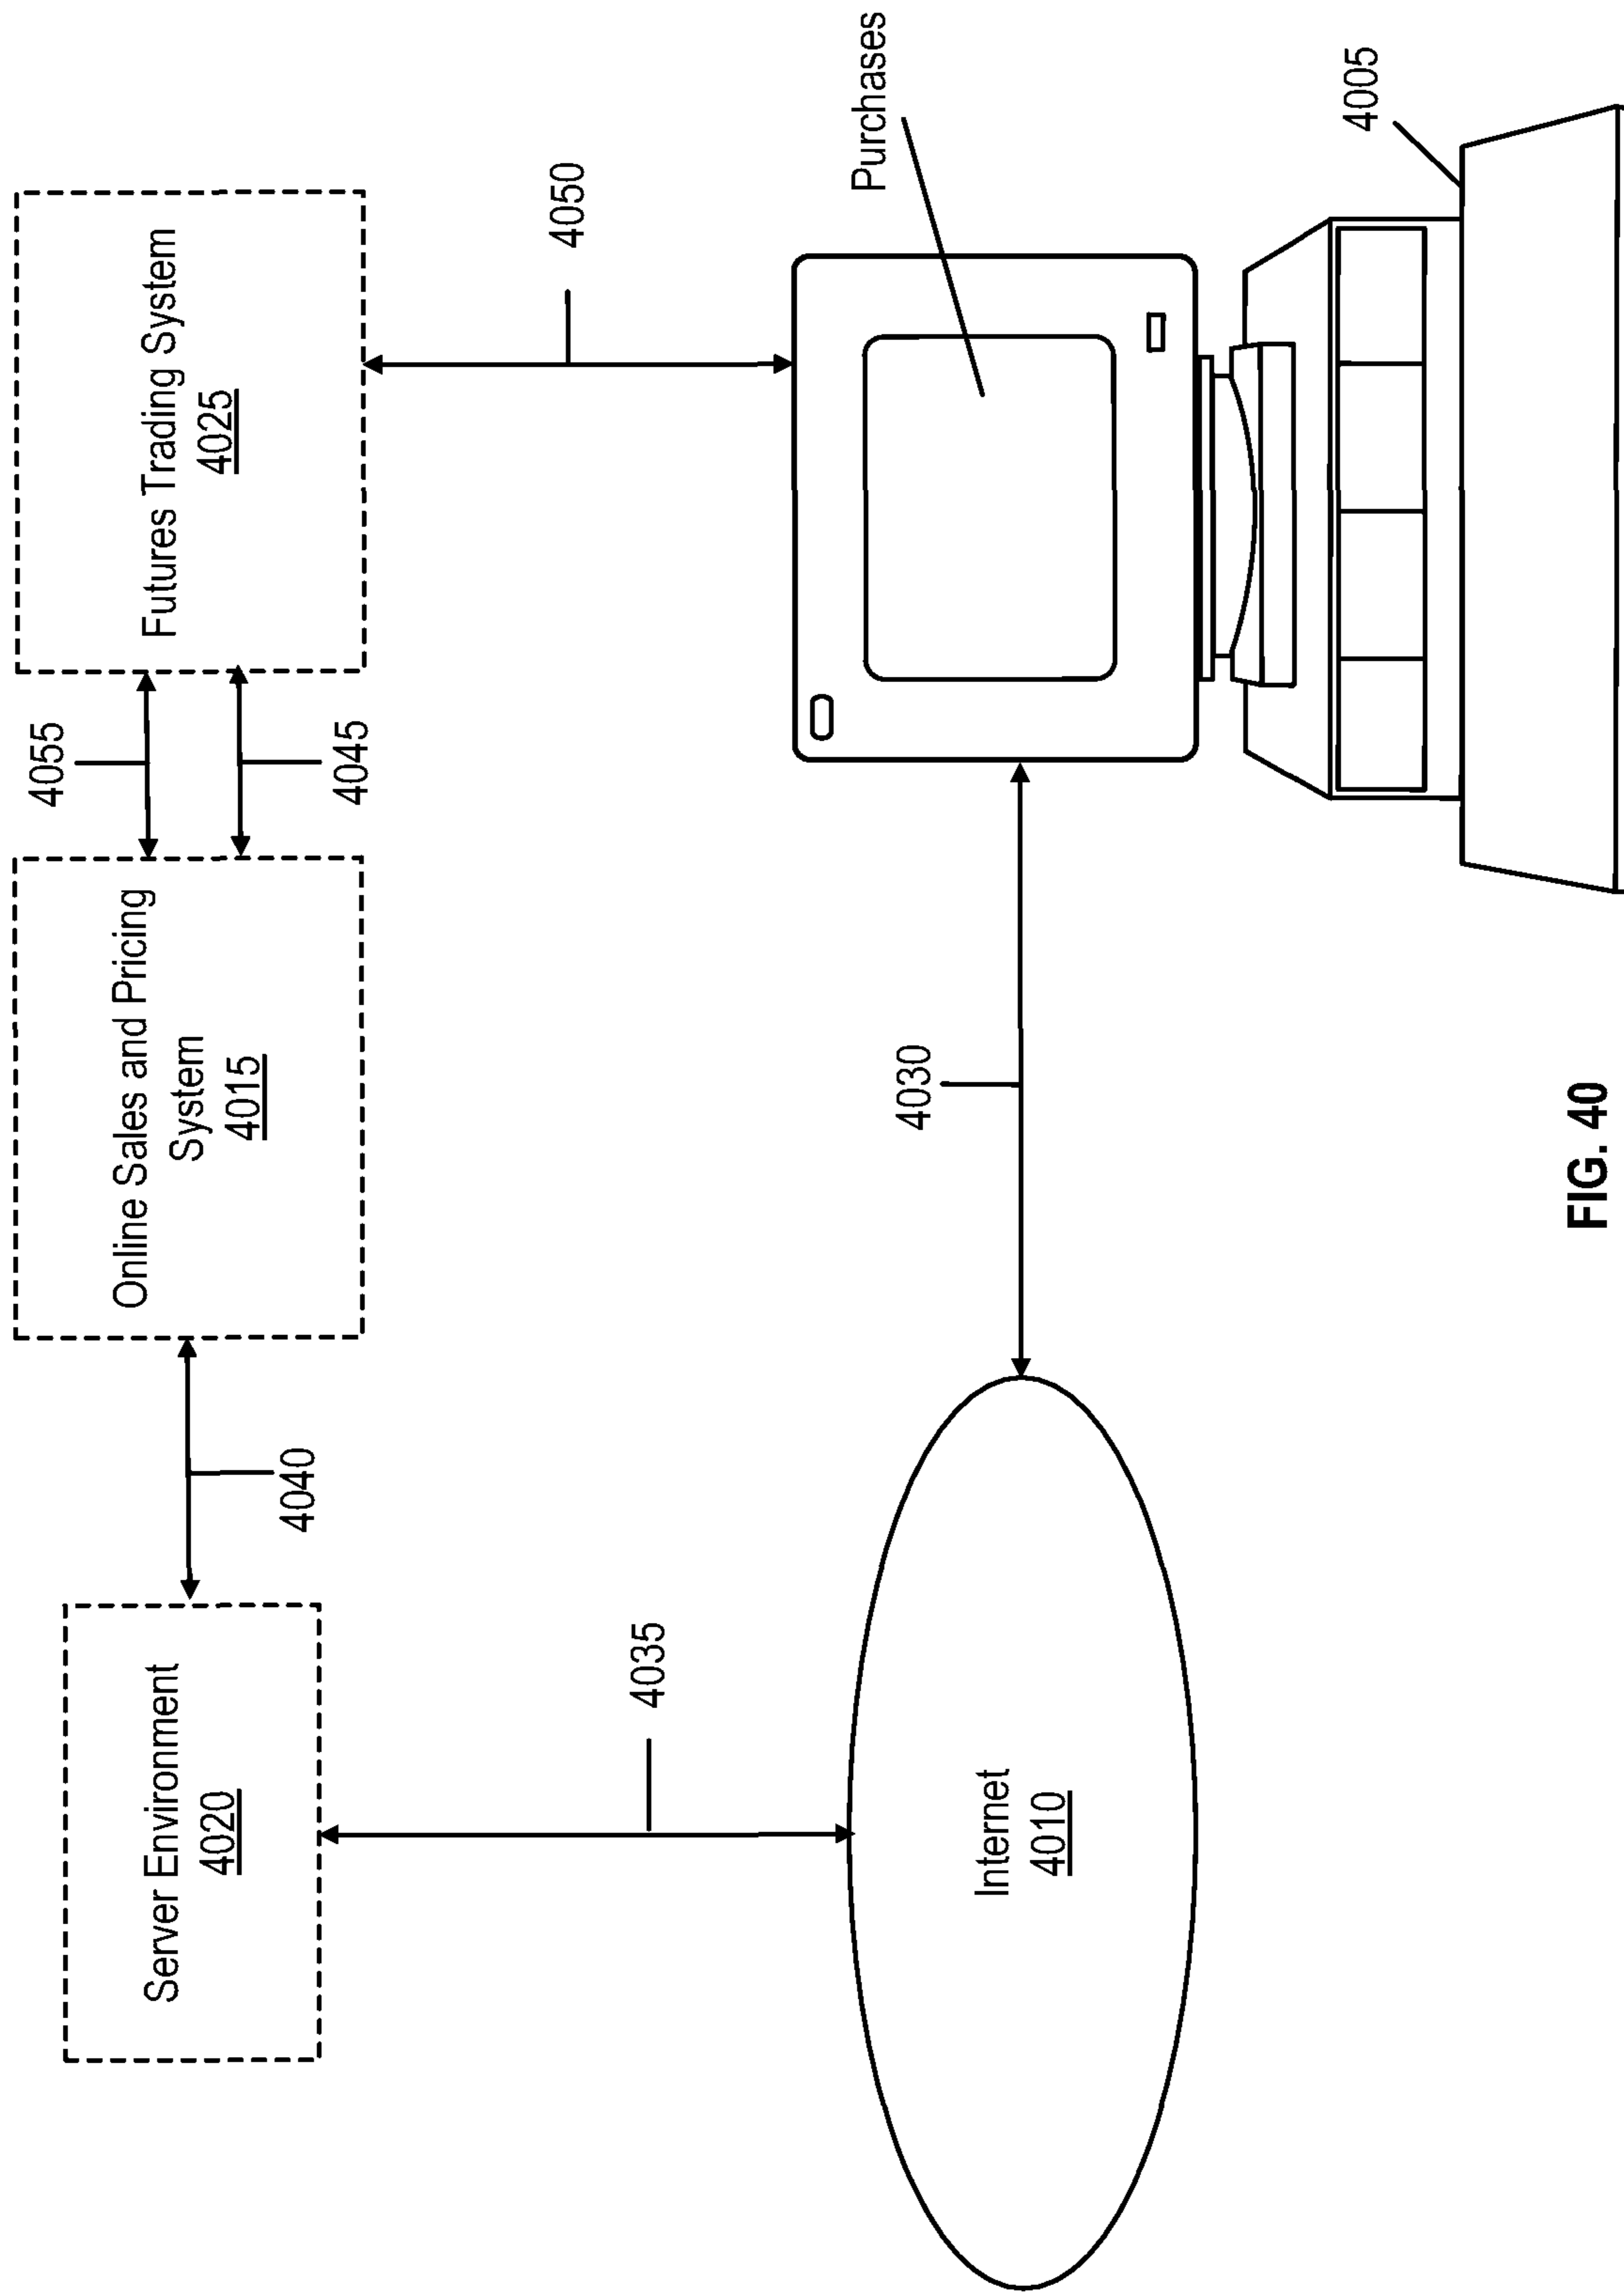 Server Environment
4020
4040
Online Sales and Pricing
System
4015
4055
4045
Futures Trading System
4025
4035
4050
Internet
4010
4030
Purchases
4005
FIG. 40